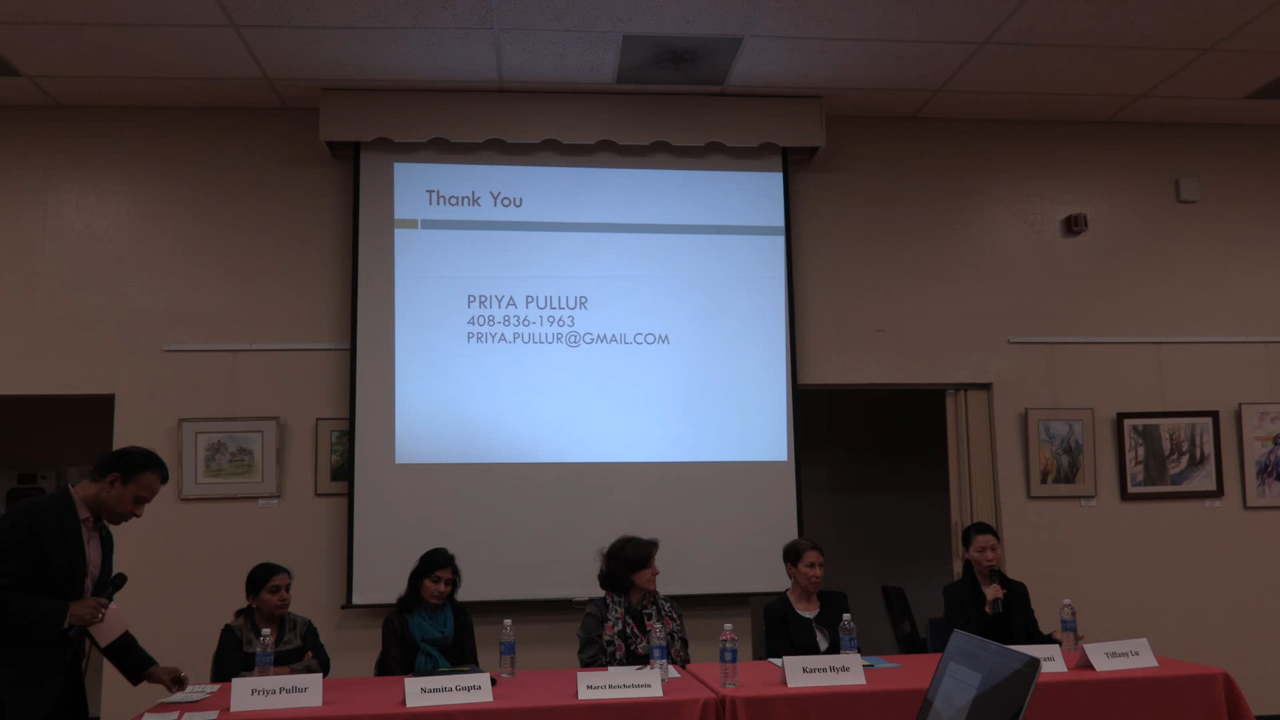 Thank You
PRIYA PULLUR
408-836-1963
PRIYA.PULLUR@GMAIL.COM
Priya Pullur
Namita Gupta
Marci Reichelstein
Karen Hyde
Tiffany Lu